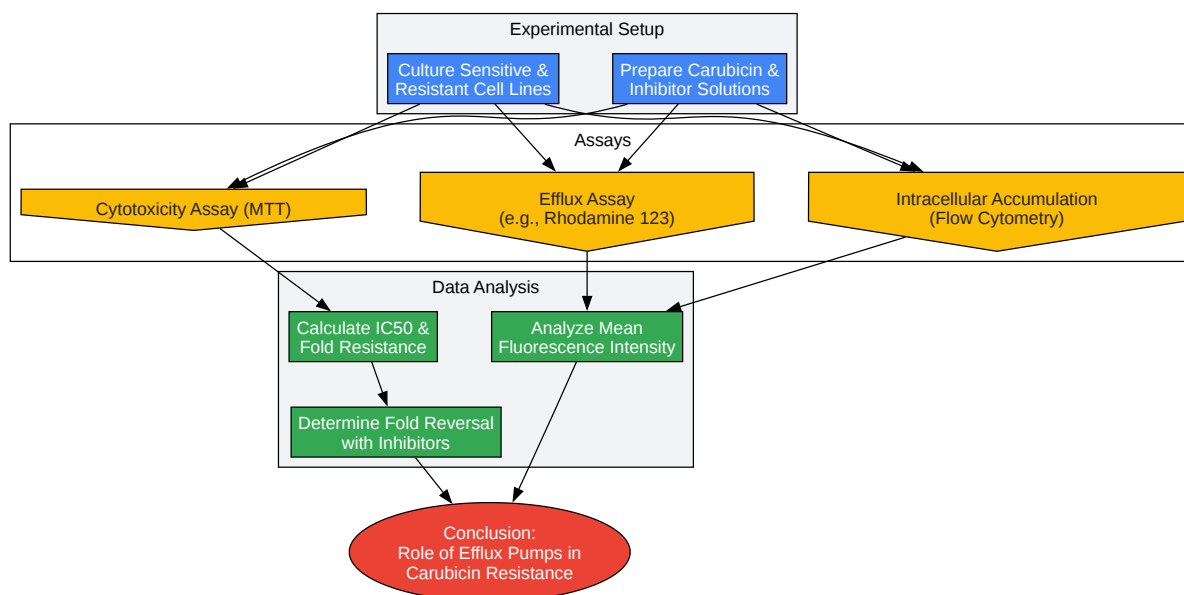 Experimental Setup
Culture Sensitive &
Resistant Cell Lines
Prepare Carubicin &
Inhibitor Solutions
Assays
Cytotoxicity Assay (MTT)
Efflux Assay
(e.g., Rhodamine 123)
Intracellular Accumulation
(Flow Cytometry)
Data Analysis
Calculate IC50 &
Fold Resistance
Analyze Mean
Fluorescence Intensity
Determine Fold Reversal
with Inhibitors
Conclusion:
Role of Efflux Pumps in
Carubicin Resistance